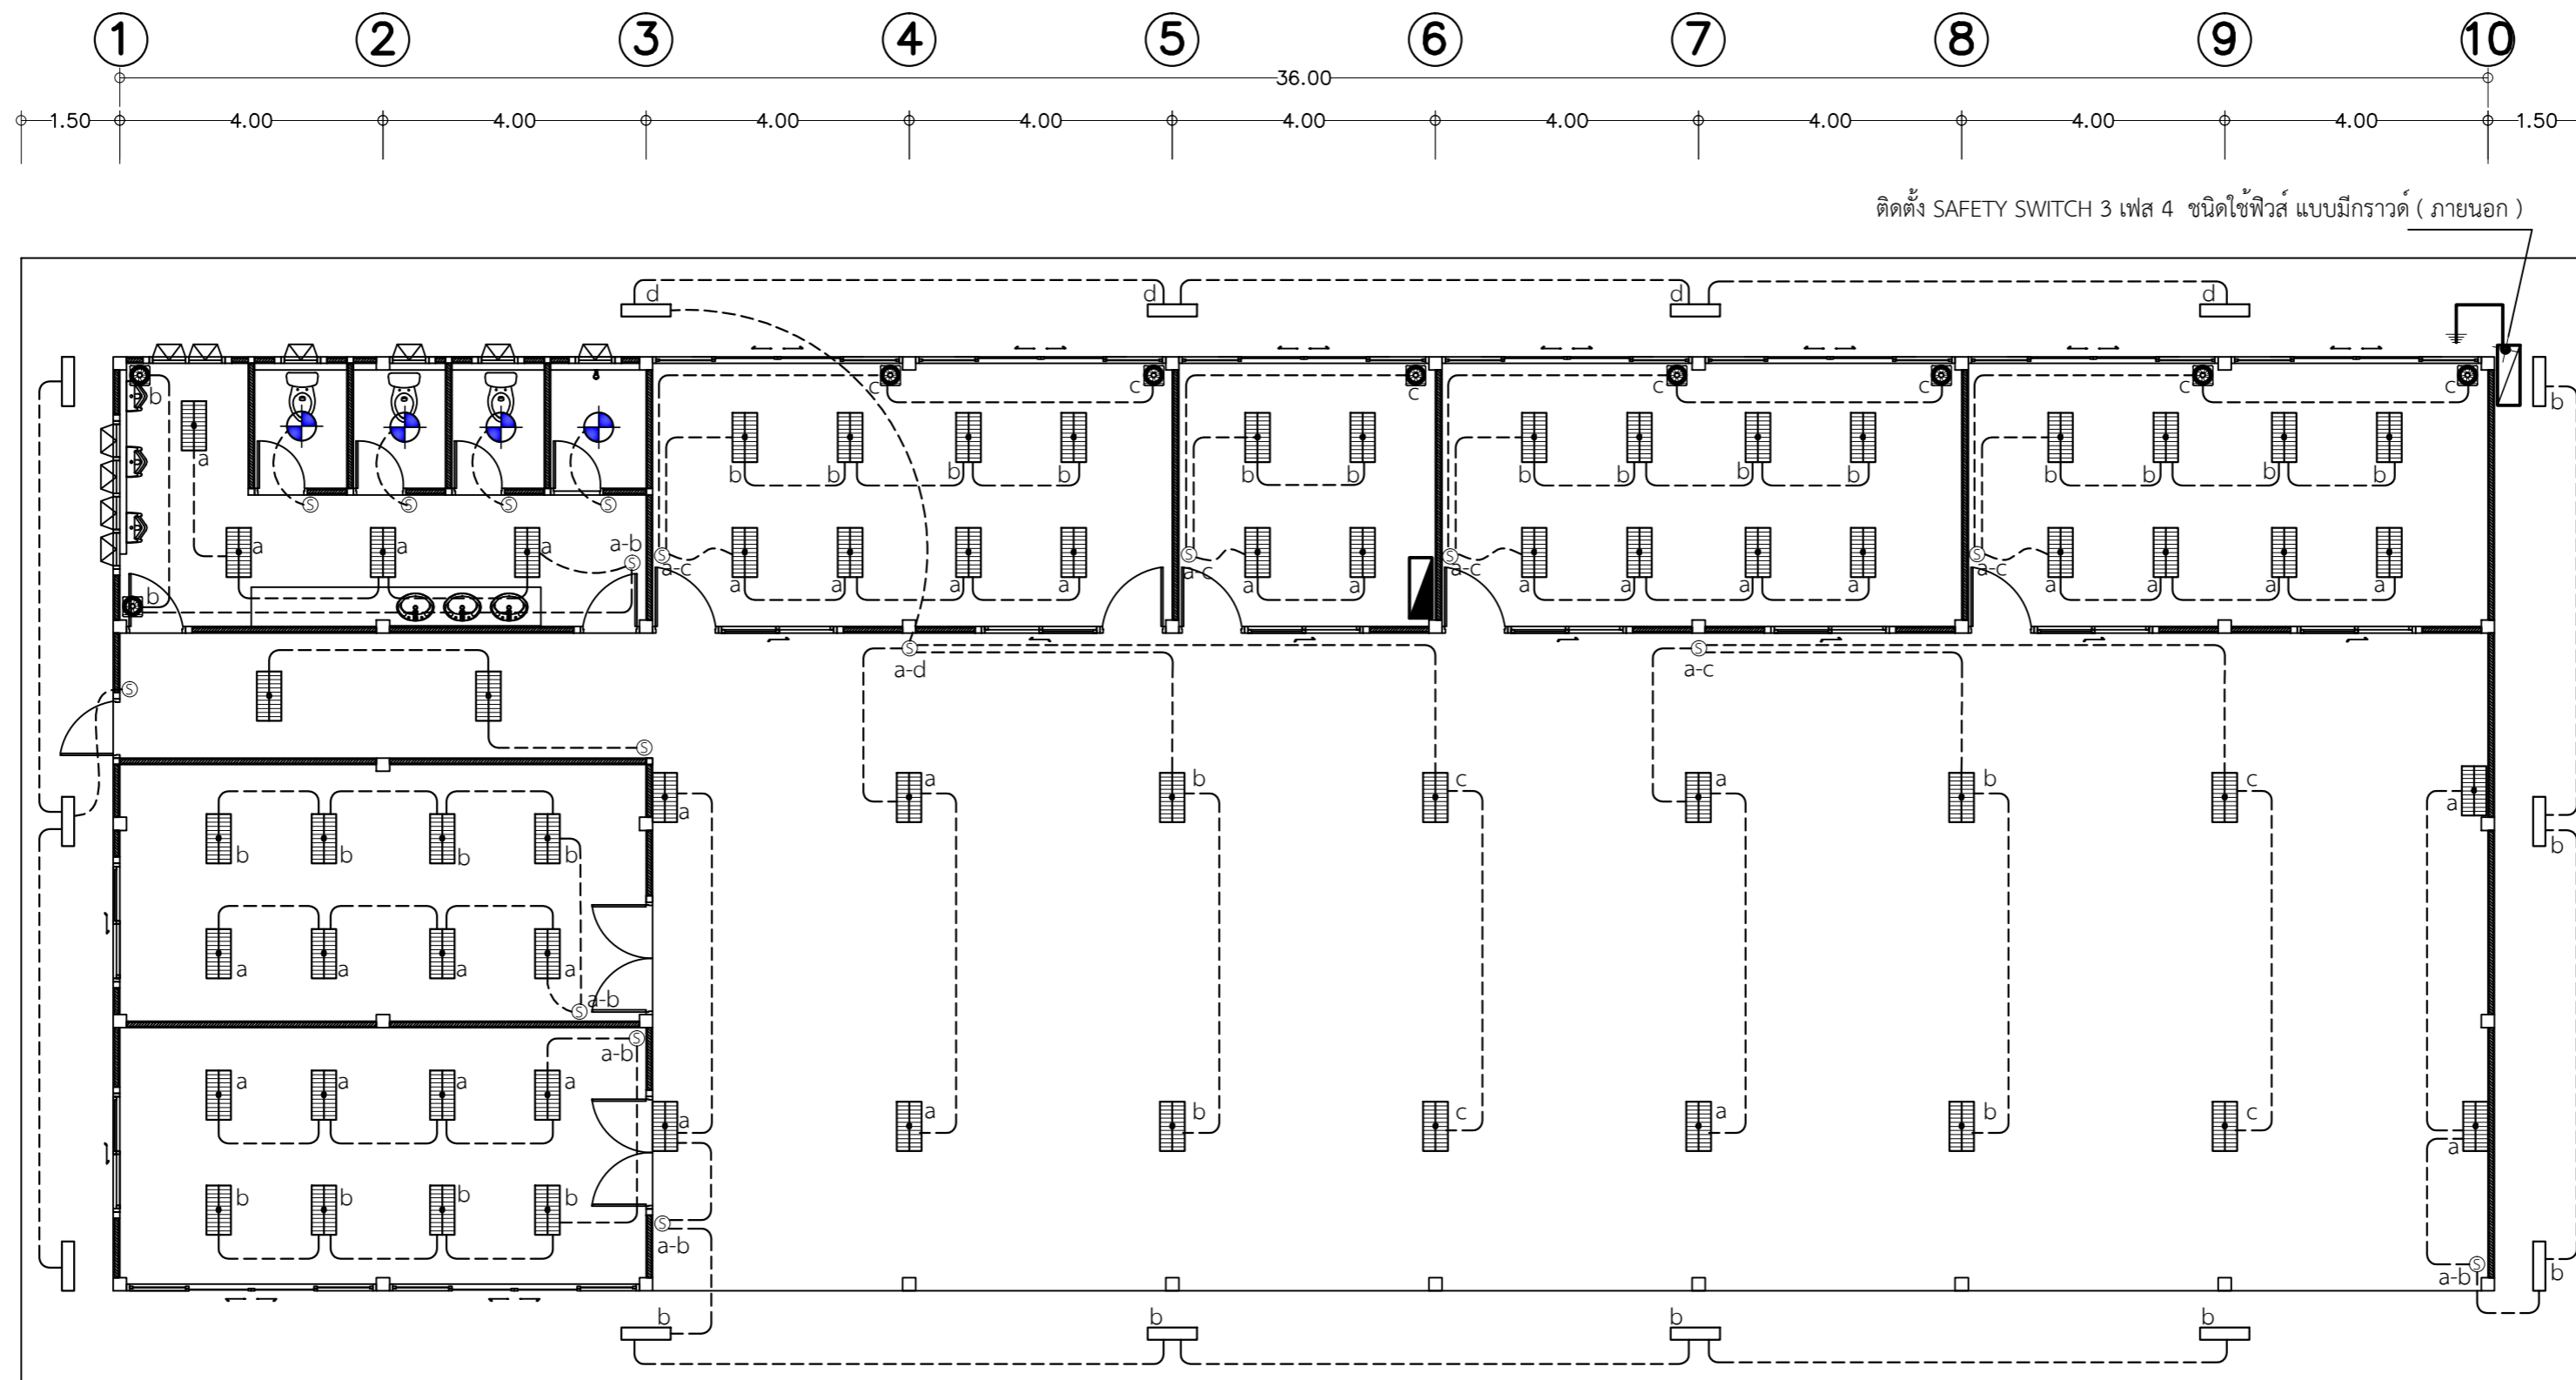 1 2 3 4 5 6 7 8 9 10
36.00
1.50 4.00 4.00 4.00 4.00 4.00 4.00 4.00 4.00 4.00 1.50
ติดตั้ง SAFETY SWITCH 3 เฟส 4 ชนิดใช้ฟิวส์ แบบมีกราวด์ ( ภายนอก )
d d d d
b c c c c c c c b
a b b b b b b b b b b b b b b
S S S S
a a a a-b S S a-c S a-c S a-c S a-c
b a a a a a a a a a a a a a a
S a-d S a-c
S
S
a a b c a b c a
b b b b b
a a a a
S a-b
S a-b
a a a a
a a b c a b c a
b b b b
S a-b S a-b b
b b b b